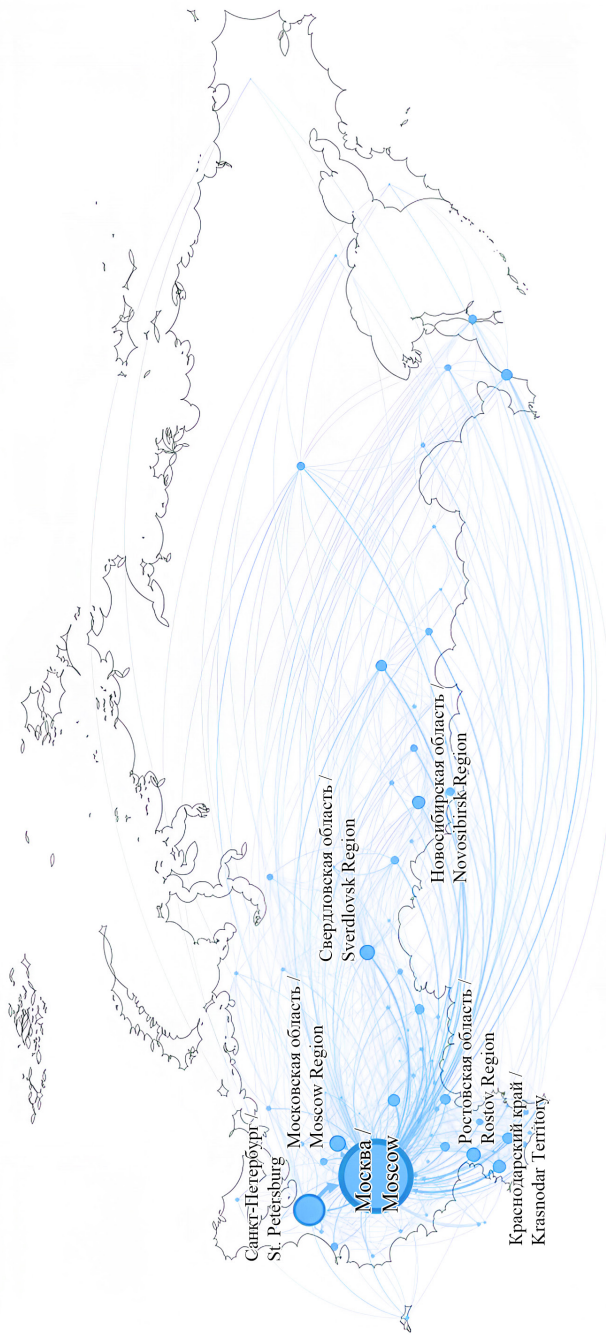 Санкт-Петербург /
St. Petersburg
Московская область /
Moscow Region
Свердловская область /
Sverdlovsk Region
Москва /
Moscow
Новосибирская область /
Novosibirsk Region
Ростовская область /
Rostov Region
Краснодарский край /
Krasnodar Territory